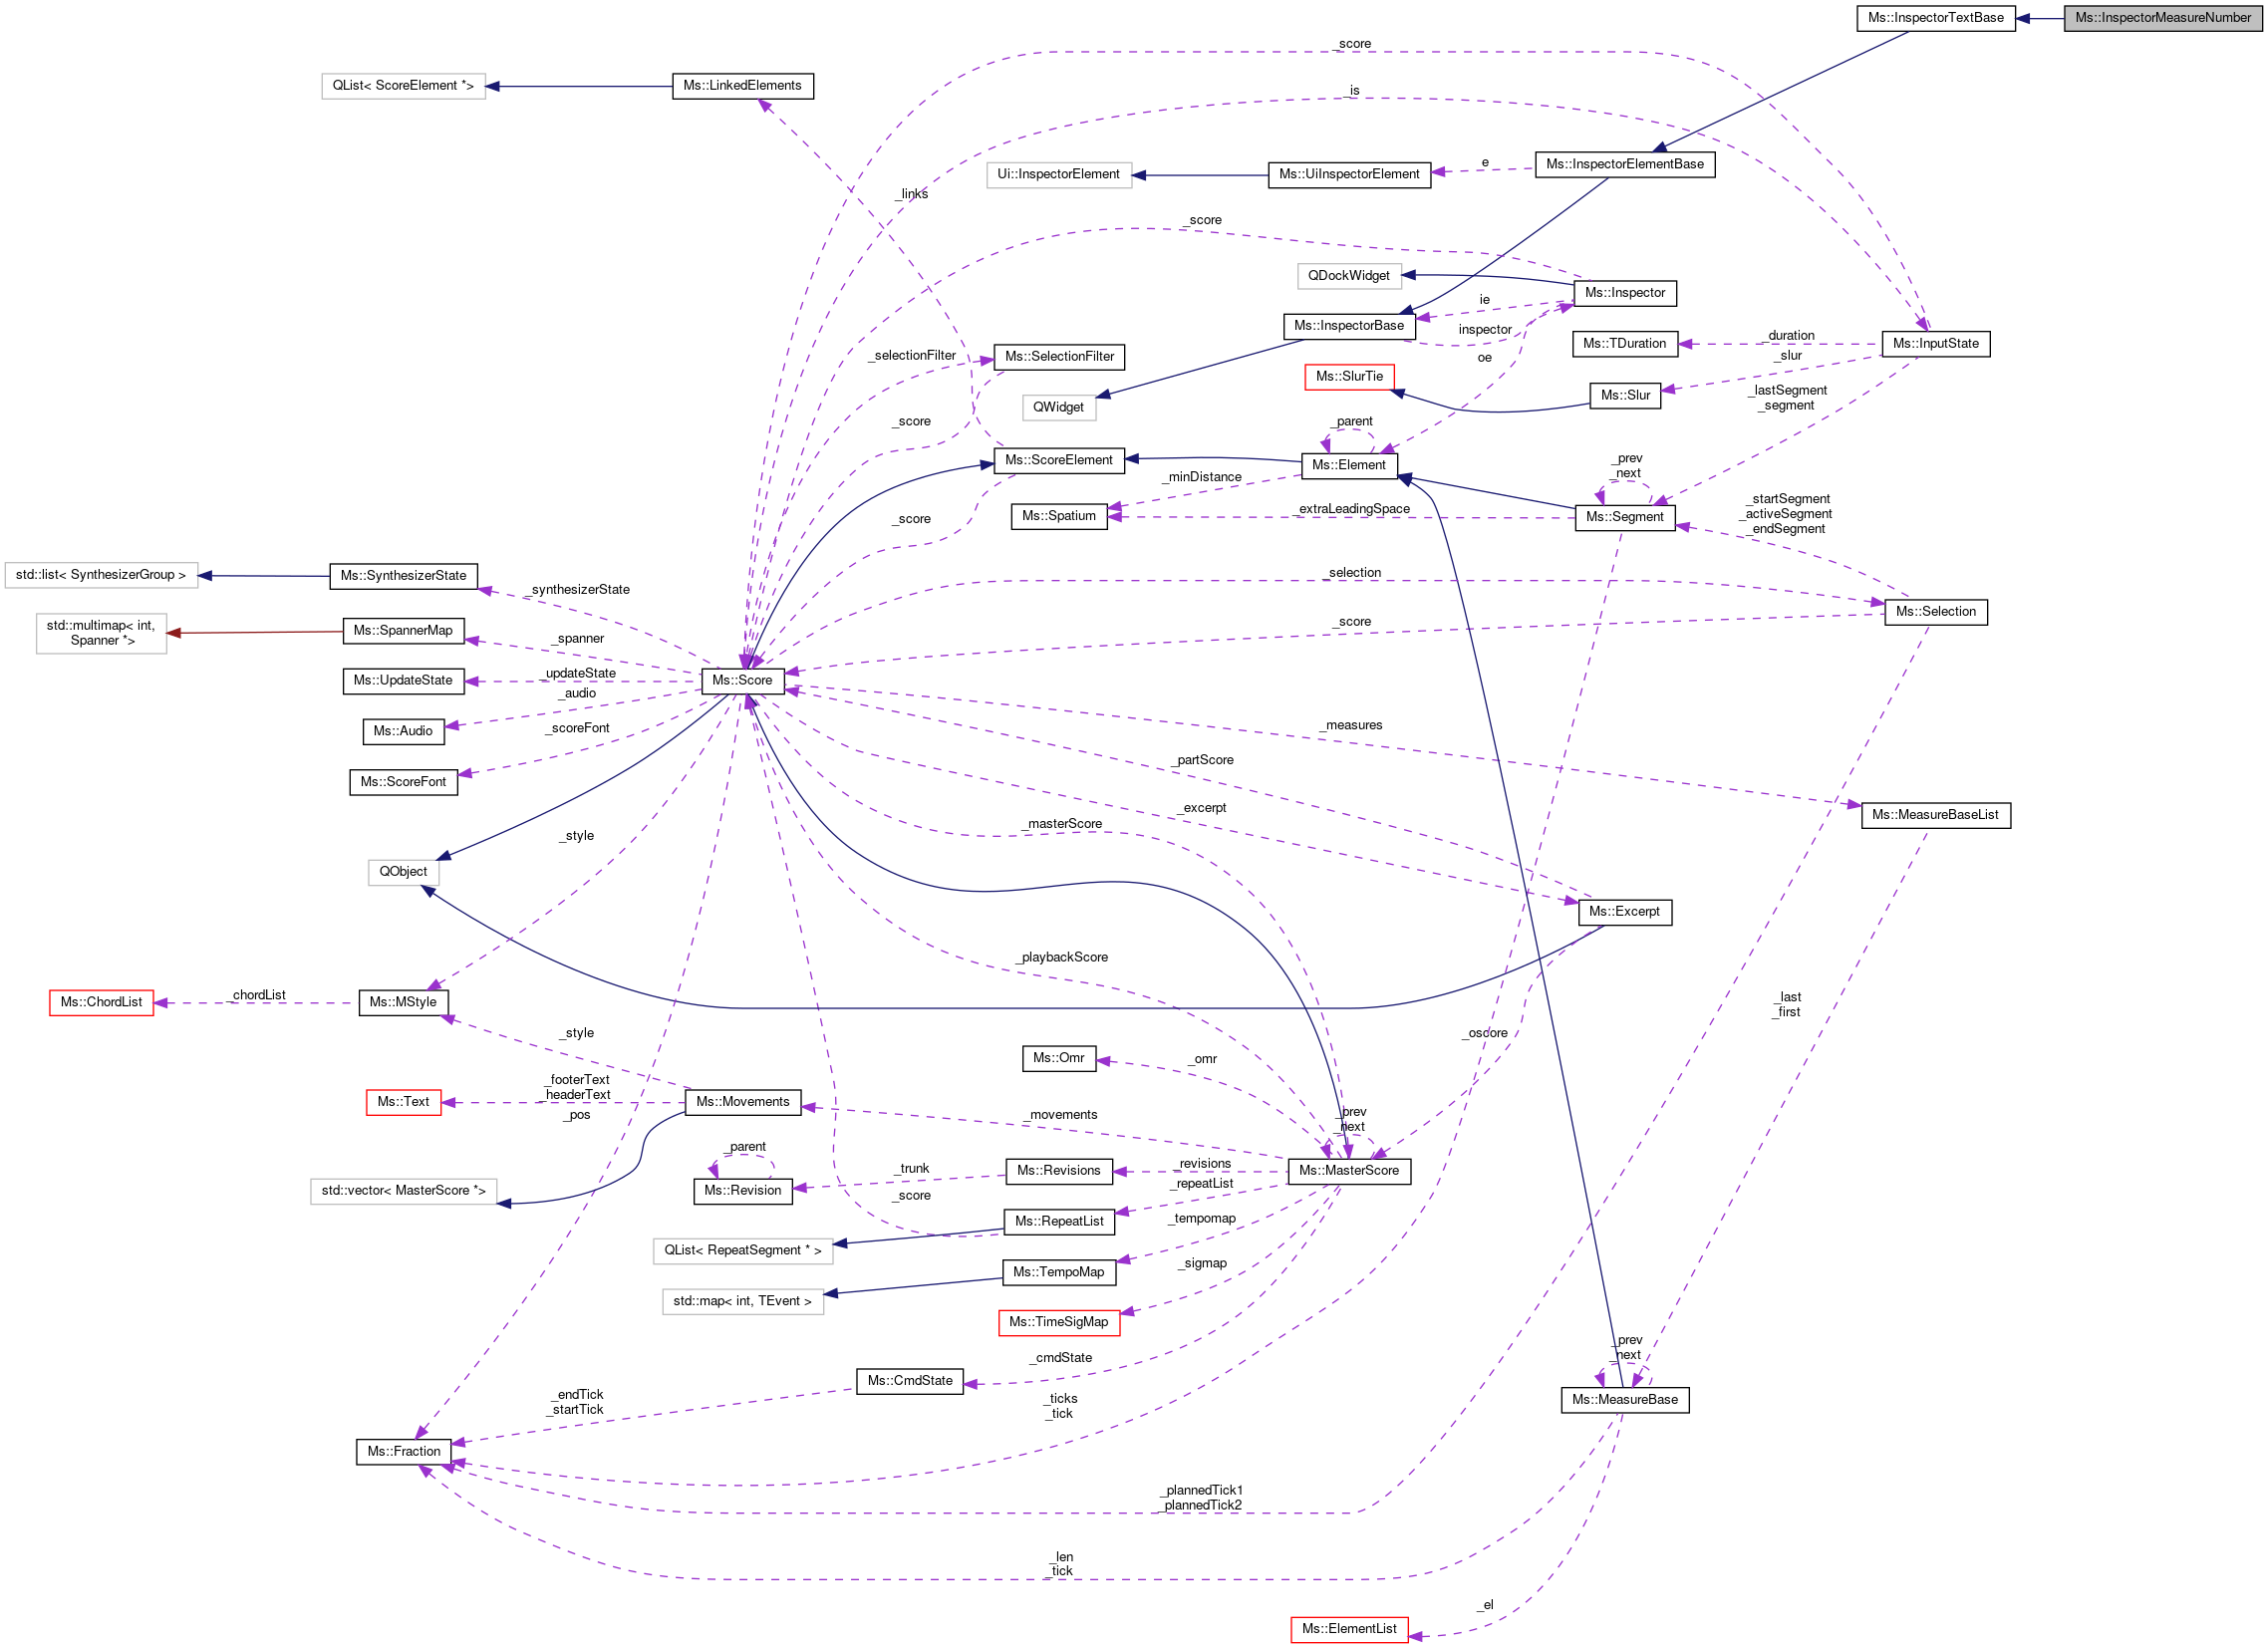 Ms::InspectorTextBase
Ms::InspectorMeasureNumber
_score
QList< ScoreElement *>
Ms::LinkedElements
_is
Ms::InspectorElementBase
e
Ui::InspectorElement
Ms::UiInspectorElement
_links
_score
QDockWidget
Ms::Inspector
ie
Ms::InspectorBase
inspector
_duration
Ms::TDuration
Ms::InputState
_selectionFilter
Ms::SelectionFilter
oe
_slur
Ms::SlurTie
Ms::Slur
_lastSegment
_segment
QWidget
_score
_parent
Ms::ScoreElement
Ms::Element
_prev
_next
_minDistance
_startSegment
_activeSegment
_endSegment
Ms::Spatium
_extraLeadingSpace
Ms::Segment
_score
std::list< SynthesizerGroup >
Ms::SynthesizerState
_synthesizerState
_selection
Ms::Selection
std::multimap< int,
Spanner *>
Ms::SpannerMap
_spanner
_score
Ms::UpdateState
_updateState
Ms::Score
_audio
Ms::Audio
_scoreFont
_measures
_partScore
Ms::ScoreFont
_excerpt
Ms::MeasureBaseList
_masterScore
_style
QObject
Ms::Excerpt
_playbackScore
Ms::ChordList
_chordList
Ms::MStyle
_last
_first
_style
_oscore
Ms::Omr
_omr
_footerText
_headerText
Ms::Text
Ms::Movements
_pos
_movements
_prev
_next
_parent
_trunk
Ms::Revisions
_revisions
Ms::MasterScore
std::vector< MasterScore *>
Ms::Revision
_repeatList
_score
Ms::RepeatList
_tempomap
QList< RepeatSegment * >
_sigmap
Ms::TempoMap
std::map< int, TEvent >
Ms::TimeSigMap
_prev
_next
_cmdState
Ms::CmdState
_endTick
_startTick
_ticks
_tick
Ms::MeasureBase
Ms::Fraction
_plannedTick1
_plannedTick2
_len
_tick
_el
Ms::ElementList